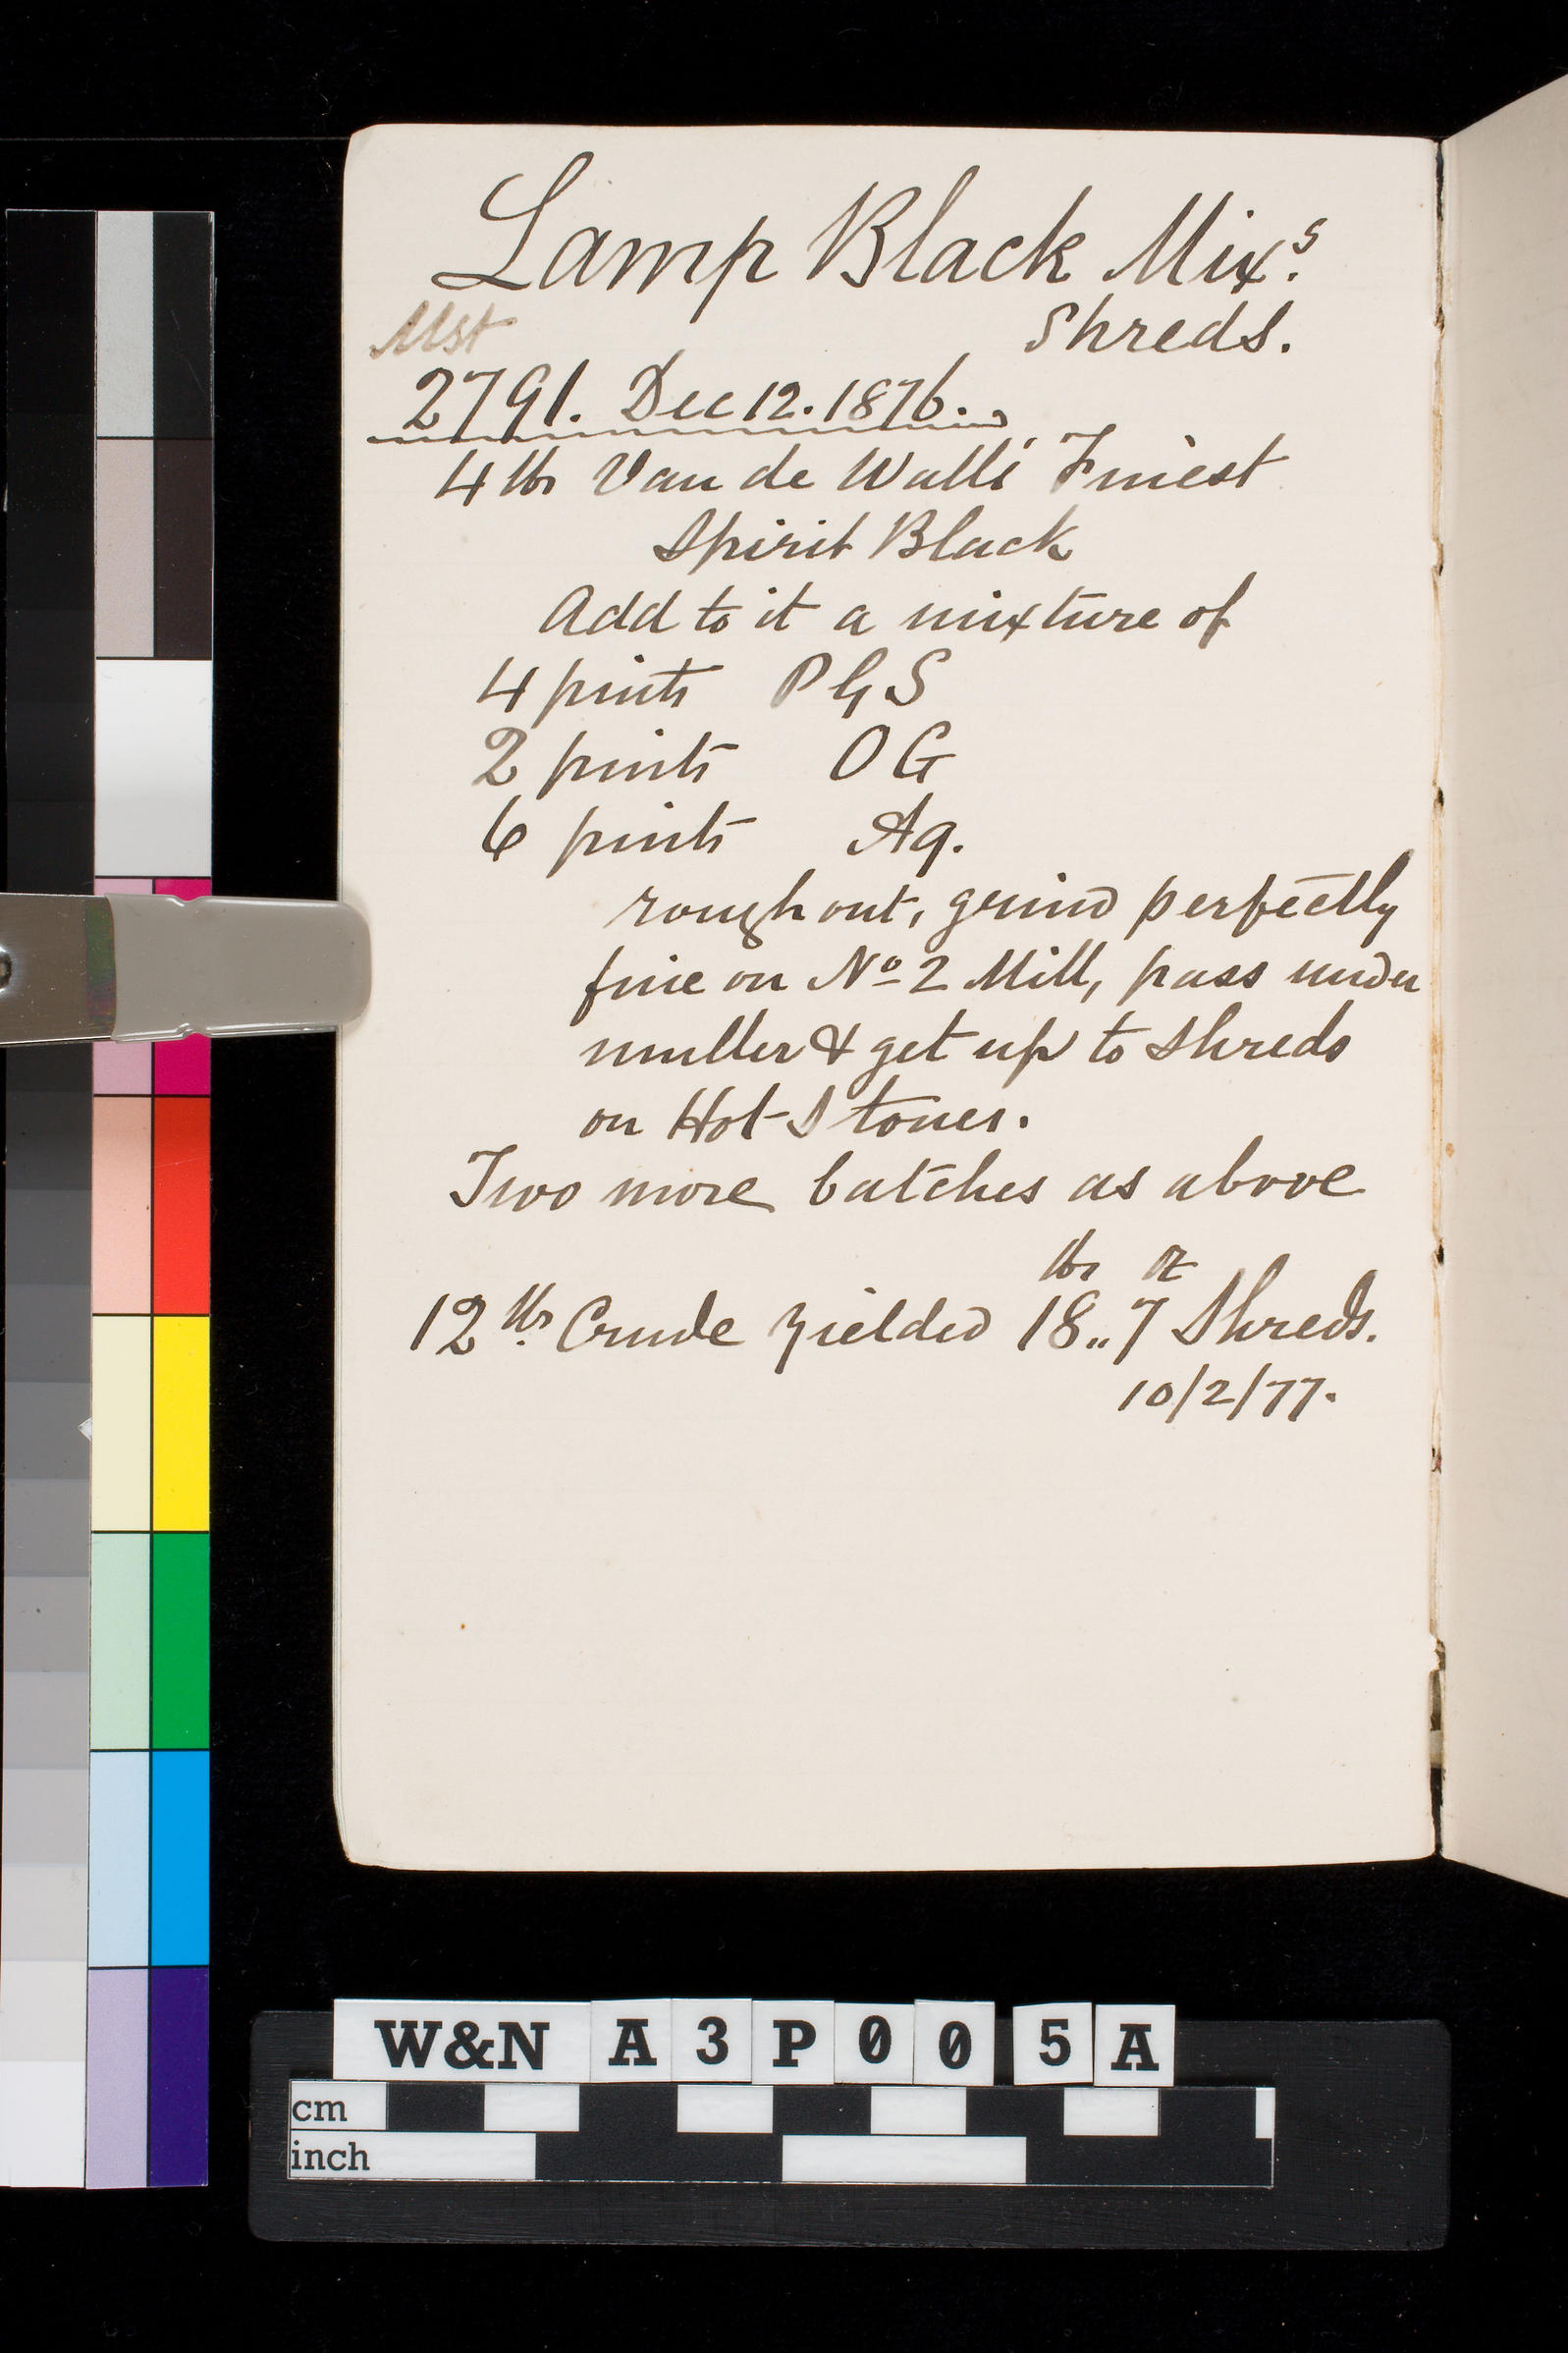 Lamp Black Mixs.
Shreds.
2791. Dec 12. 1876.
4 lbs Van de Walls' Finest
Spirit Black
Add to it a mixture of
4 pints PGS
2 pints OG
6 pints Aq.
rough out, grind perfectly
fine on No 2 Mill, pass under
muller & get up to shreds
on Hot Stones.
Two more batches as above
lbs oz
12 lbs. Crude yielded 18..7 Shreds.
10/2/77.
W&N A3P005A
cm
inch